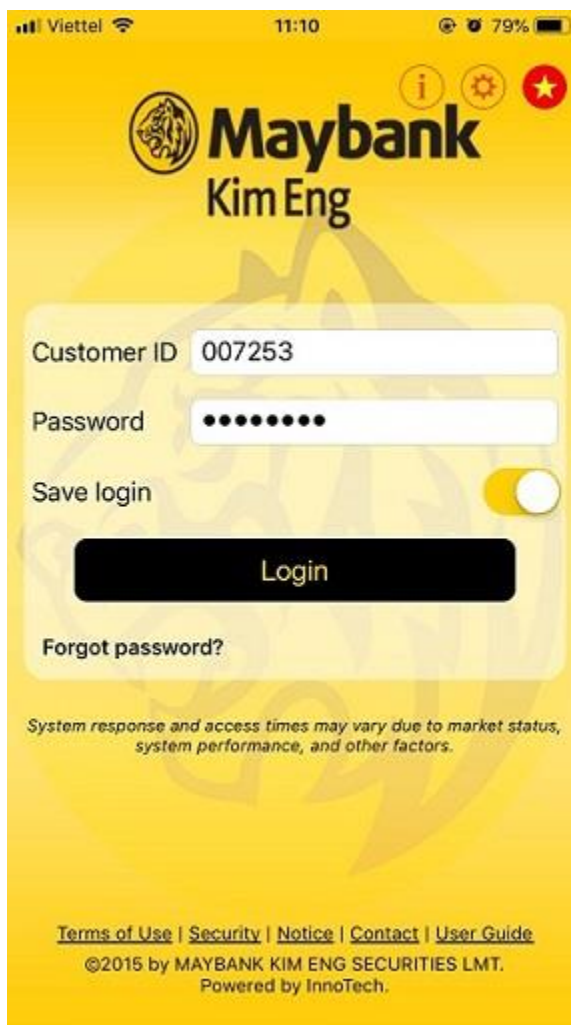 Viettel 11:10 79%
i
Maybank
Kim Eng
Customer ID 007253
Password ••••••••
Save login
Login
Forgot password?
System response and access times may vary due to market status,
system performance, and other factors.
Terms of Use | Security | Notice | Contact | User Guide
©2015 by MAYBANK KIM ENG SECURITIES LMT.
Powered by InnoTech.